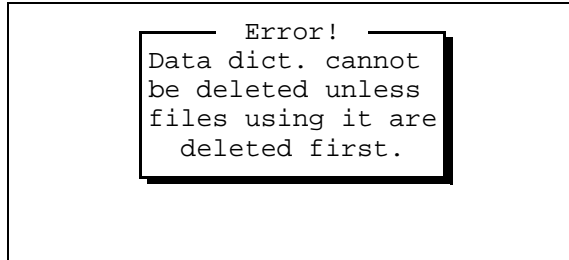 Error!
Data dict. cannot
be deleted unless
files using it are
deleted first.